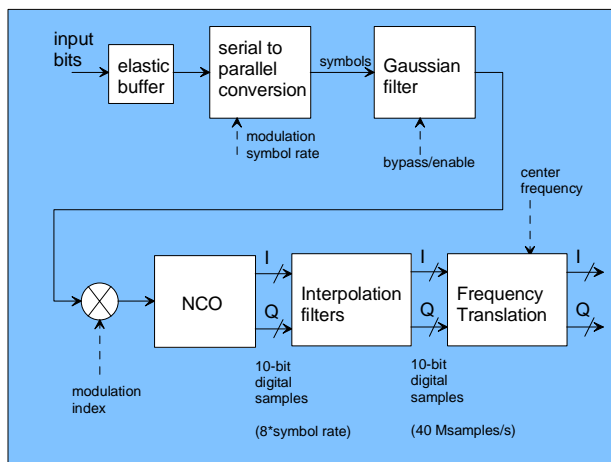 input
bits
elastic
buffer
serial to
parallel
conversion
symbols
Gaussian
filter
modulation
symbol rate
bypass/enable
center
frequency
NCO
I
Q
Interpolation
filters
I
Q
Frequency
Translation
I
Q
modulation
index
10-bit
digital
samples
(8*symbol rate)
10-bit
digital
samples
(40 Msamples/s)